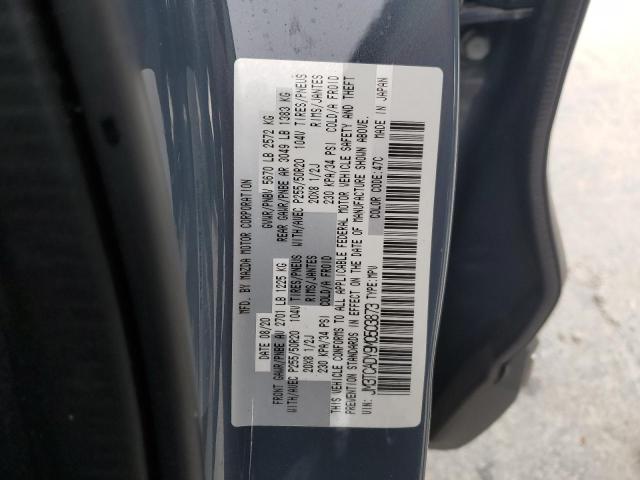 MFD. BY MAZDA MOTOR CORPORATION
DATE 08/20 GVWR/PNBV 5670 LB 2572 KG
FRONT GAWR/PNBE AV 2701 LB 1225 KG REAR GAWR/PNBE AR 3049 LB 1383 KG
WITH/AVEC P255/50R20 104V TIRES/PNEUS WITH/AVEC P255/50R20 104V TIRES/PNEUS
20X8 1/2J RIMS/JANTES 20X8 1/2J RIMS/JANTES
230 KPA/34 PSI COLD/A FROID 230 KPA/34 PSI COLD/A FROID
THIS VEHICLE CONFORMS TO ALL APPLICABLE FEDERAL MOTOR VEHICLE SAFETY AND THEFT
PREVENTION STANDARDS IN EFFECT ON THE DATE OF MANUFACTURE SHOWN ABOVE.
VIN: JM3TCADY9M0503873 TYPE: MPV COLOR CODE: 47C MADE IN JAPAN